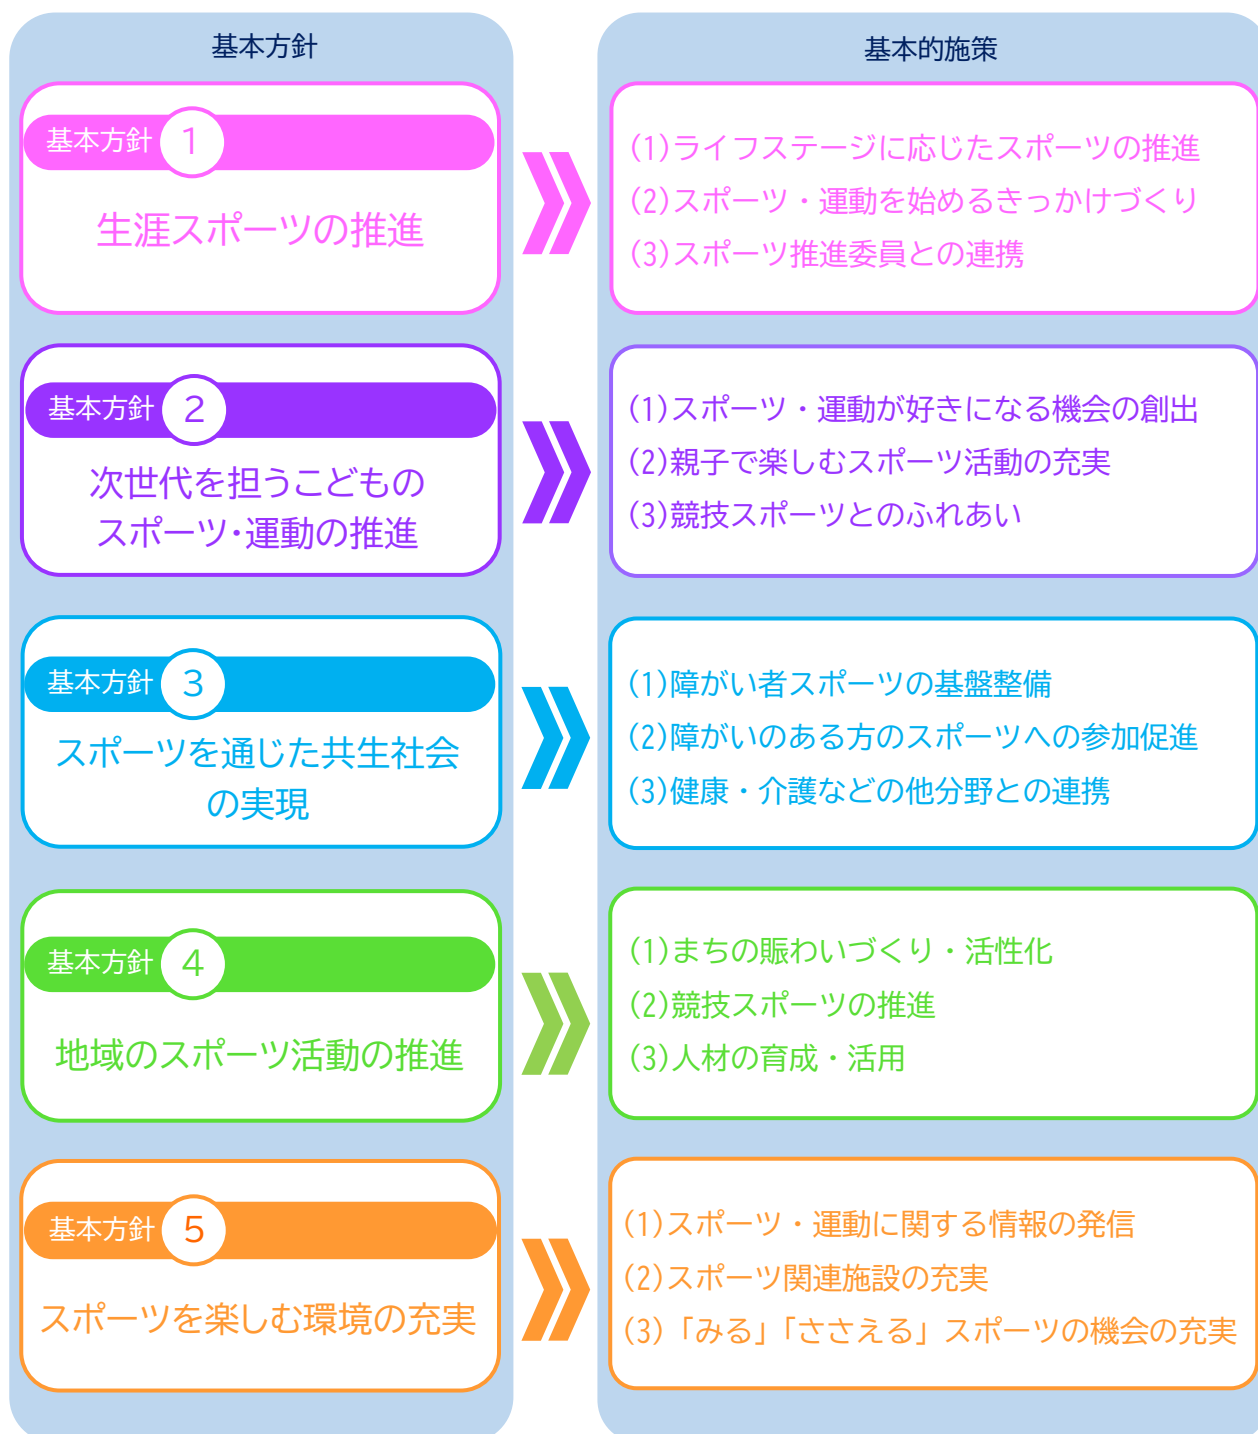 基本方針
基本的施策
基本方針 1
生涯スポーツの推進
(1)ライフステージに応じたスポーツの推進
(2)スポーツ・運動を始めるきっかけづくり
(3)スポーツ推進委員との連携
基本方針 2
次世代を担うこどもの
スポーツ・運動の推進
(1)スポーツ・運動が好きになる機会の創出
(2)親子で楽しむスポーツ活動の充実
(3)競技スポーツとのふれあい
基本方針 3
スポーツを通じた共生社会
の実現
(1)障がい者スポーツの基盤整備
(2)障がいのある方のスポーツへの参加促進
(3)健康・介護などの他分野との連携
基本方針 4
地域のスポーツ活動の推進
(1)まちの賑わいづくり・活性化
(2)競技スポーツの推進
(3)人材の育成・活用
基本方針 5
スポーツを楽しむ環境の充実
(1)スポーツ・運動に関する情報の発信
(2)スポーツ関連施設の充実
(3)「みる」「ささえる」スポーツの機会の充実